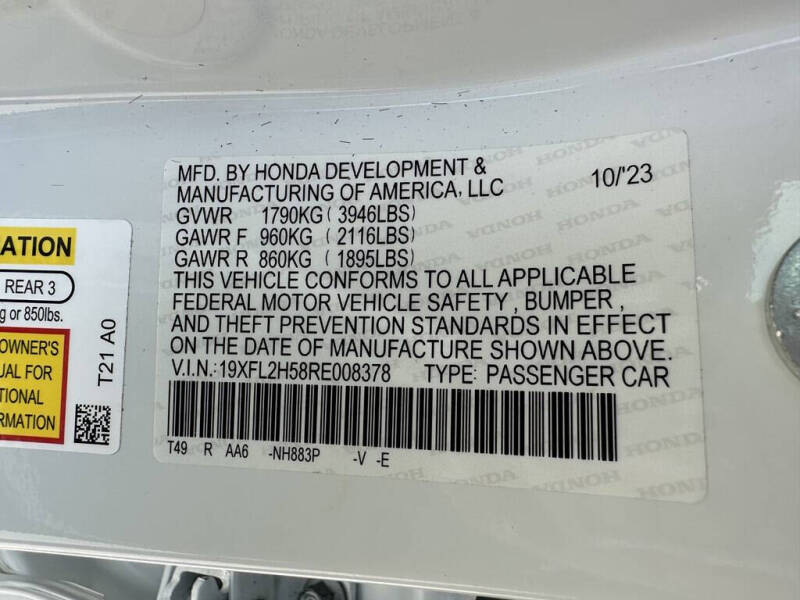 MFD. BY HONDA DEVELOPMENT &
MANUFACTURING OF AMERICA, LLC 10/'23
GVWR 1790KG ( 3946LBS)
GAWR F 960KG ( 2116LBS)
GAWR R 860KG ( 1895LBS)
THIS VEHICLE CONFORMS TO ALL APPLICABLE
FEDERAL MOTOR VEHICLE SAFETY , BUMPER ,
AND THEFT PREVENTION STANDARDS IN EFFECT
ON THE DATE OF MANUFACTURE SHOWN ABOVE.
V.I.N.:19XFL2H58RE008378 TYPE: PASSENGER CAR
T49 R AA6 -NH883P -V -E
ATION
REAR 3
g or 850lbs.
OWNER'S
UAL FOR
TIONAL
RMATION
T21 A0
HONDA